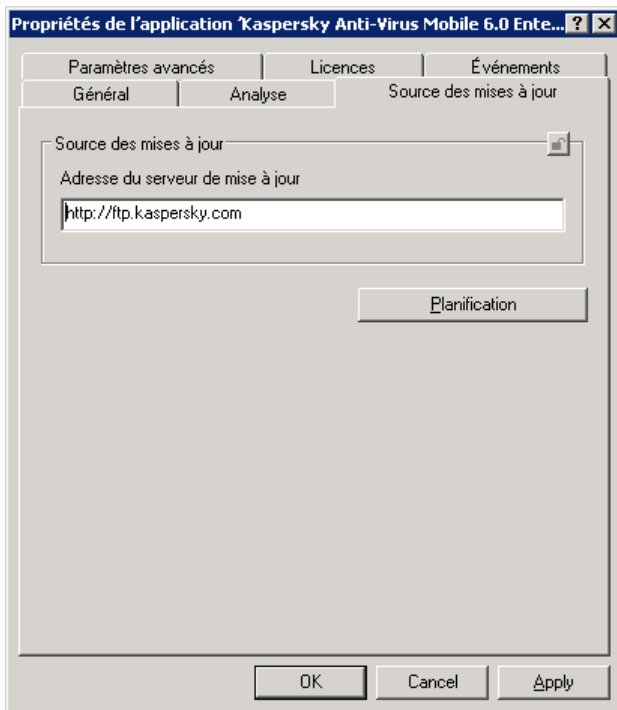 Propriétés de l'application 'Kaspersky Anti-Virus Mobile 6.0 Ente...
Paramètres avancés Licences Événements
Général Analyse Source des mises à jour
Source des mises à jour
Adresse du serveur de mise à jour
http://ftp.kaspersky.com
Planification
OK Cancel Apply